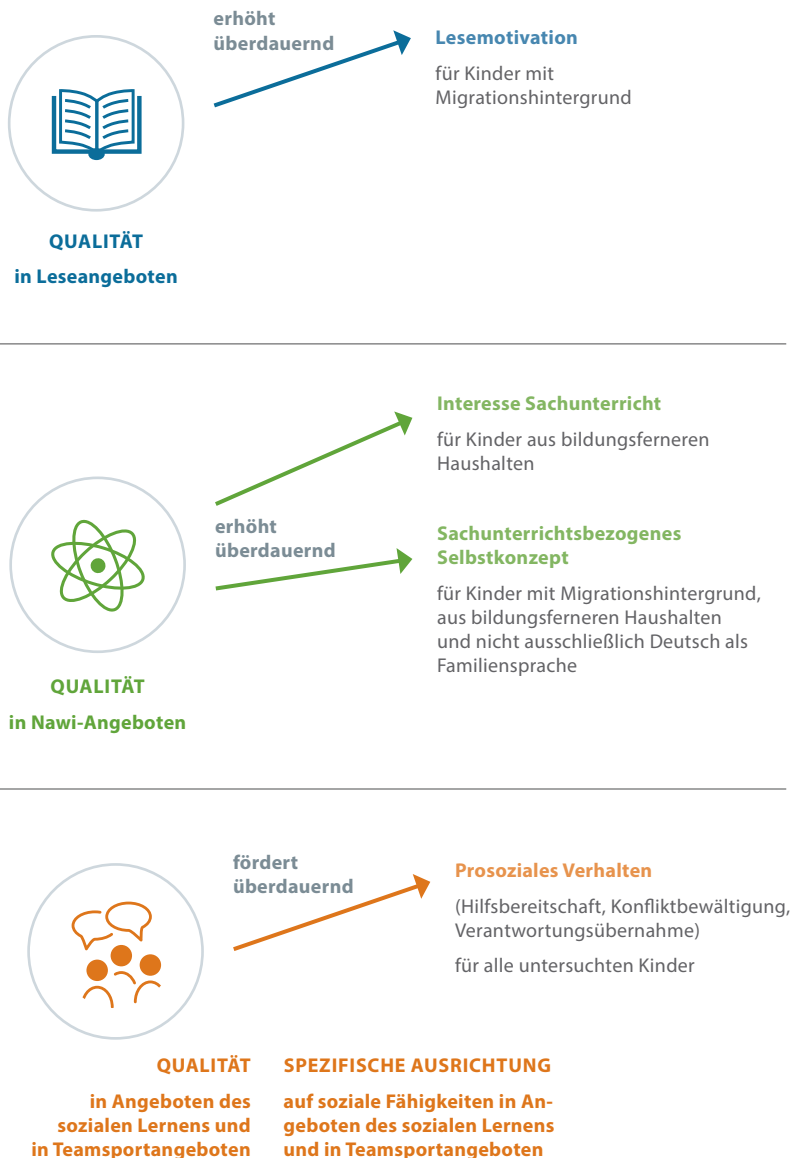 erhöht
überdauernd
Lesemotivation
für Kinder mit
Migrationshintergrund
QUALITÄT
in Leseangeboten
Interesse Sachunterricht
für Kinder aus bildungsferneren
Haushalten
erhöht
überdauernd
Sachunterrichtsbezogenes
Selbstkonzept
für Kinder mit Migrationshintergrund,
aus bildungsferneren Haushalten
und nicht ausschließlich Deutsch als
Familiensprache
QUALITÄT
in Nawi-Angeboten
fördert
überdauernd
Prosoziales Verhalten
(Hilfsbereitschaft, Konfliktbewältigung,
Verantwortungsübernahme)
für alle untersuchten Kinder
QUALITÄT
in Angeboten des
sozialen Lernens und
in Teamsportangeboten
SPEZIFISCHE AUSRICHTUNG
auf soziale Fähigkeiten in An-
geboten des sozialen Lernens
und in Teamsportangeboten